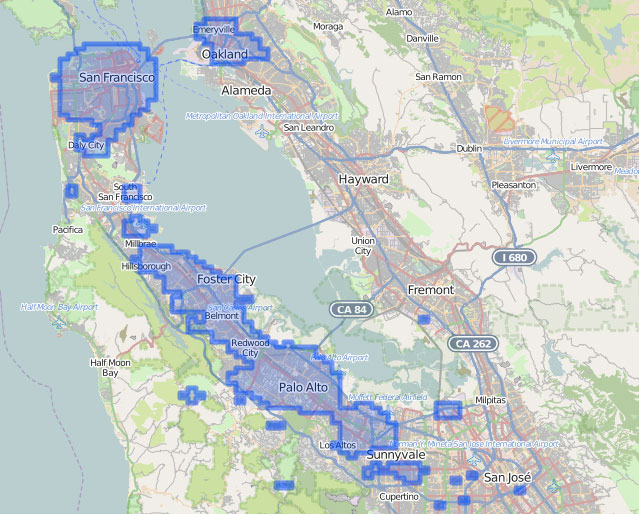 Alamo
Moraga
Emeryville
Danville
Oakland
San Francisco
San Ramon
Alameda
Metropolitan Oakland International Airport
San Leandro
Livermore Municipal Airport
Daly City
Dublin
Livermore
Meadow
Hayward
Pleasanton
South
San Francisco
San Francisco International Airport
Pacifica
Millbrae
Union
City
I 680
Hillsborough
Foster City
Fremont
Half Moon Bay Airport
San Carlos Airport
CA 84
Belmont
Redwood
City
CA 262
Palo Alto Airport
Half Moon
Bay
Palo Alto
Moffett Federal Airfield
Milpitas
Los Altos
Norman Y. Mineta San José International Airport
Sunnyvale
San José
Cupertino